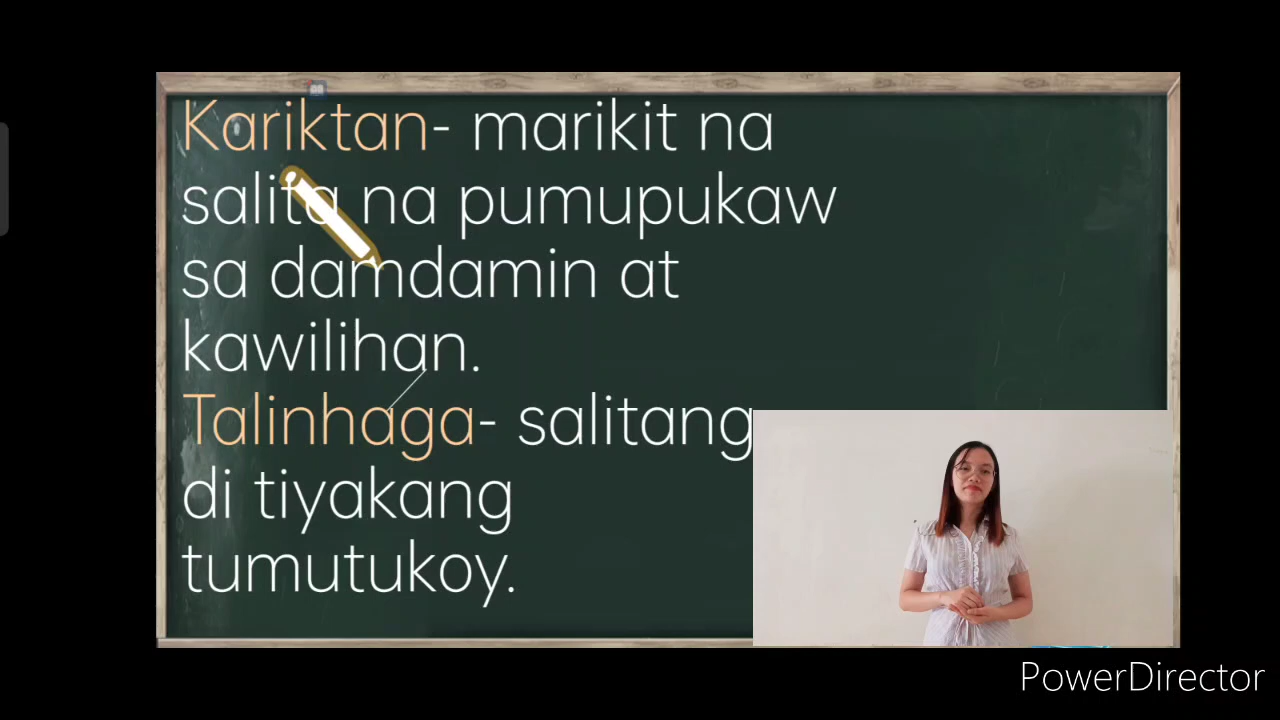 Kariktan- marikit na
salita na pumupukaw
sa damdamin at
kawilihan.
Talinhaga- salitang
di tiyakang
tumutukoy.
PowerDirector